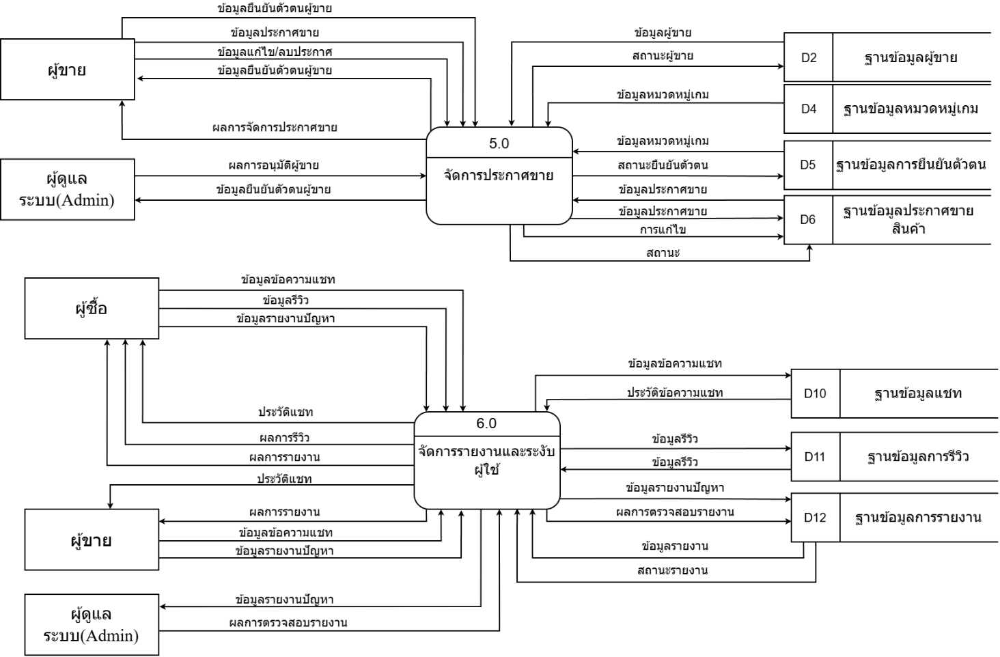 ข้อมูลยืนยันตัวตนผู้ขาย
ข้อมูลประกาศขาย
ข้อมูลแก้ไข/ลบประกาศ
ข้อมูลยืนยันตัวตนผู้ขาย
ผู้ขาย
ผลการจัดการประกาศขาย
ผลการอนุมัติผู้ขาย
ข้อมูลยืนยันตัวตนผู้ขาย
ผู้ดูแล
ระบบ(Admin)
5.0
จัดการประกาศขาย
ข้อมูลผู้ขาย
สถานะผู้ขาย
D2
ฐานข้อมูลผู้ขาย
ข้อมูลหมวดหมู่เกม
D4
ฐานข้อมูลหมวดหมู่เกม
ข้อมูลหมวดหมู่เกม
สถานะยืนยันตัวตน
D5
ฐานข้อมูลการยืนยันตัวตน
ข้อมูลประกาศขาย
ข้อมูลประกาศขาย
การแก้ไข
สถานะ
D6
ฐานข้อมูลประกาศขาย
สินค้า
ผู้ซื้อ
ข้อมูลข้อความแชท
ข้อมูลรีวิว
ข้อมูลรายงานปัญหา
ประวัติแชท
ผลการรีวิว
ผลการรายงาน
ประวัติแชท
ผู้ขาย
ผลการรายงาน
ข้อมูลข้อความแชท
ข้อมูลรายงานปัญหา
ผู้ดูแล
ระบบ(Admin)
ข้อมูลรายงานปัญหา
ผลการตรวจสอบรายงาน
6.0
จัดการรายงานและระงับ
ผู้ใช้
ข้อมูลข้อความแชท
ประวัติข้อความแชท
D10
ฐานข้อมูลแชท
ข้อมูลรีวิว
ข้อมูลรีวิว
D11
ฐานข้อมูลการรีวิว
ข้อมูลรายงานปัญหา
ผลการตรวจสอบรายงาน
D12
ฐานข้อมูลการรายงาน
ข้อมูลรายงาน
สถานะรายงาน